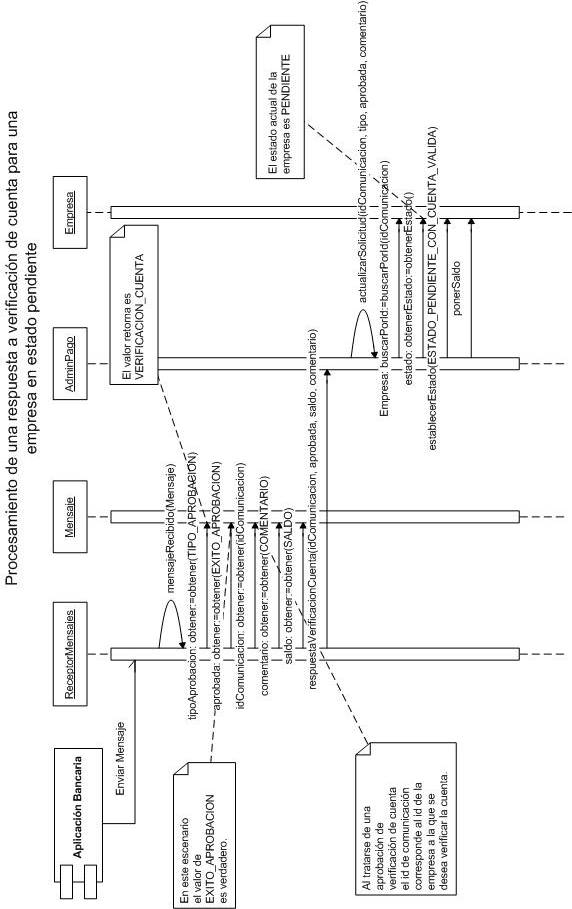 Procesamiento de una respuesta a verificación de cuenta para una
empresa en estado pendiente
Aplicación Bancaria
ReceptorMensajes
Mensaje
AdminPago
Empresa
Enviar Mensaje
mensajeRecibido(Mensaje)
tipoAprobacion: obtener:=obtener(TIPO_APROBACION)
aprobada: obtener:=obtener(EXITO_APROBACION)
idComunicacion: obtener:=obtener(idComunicacion)
comentario: obtener:=obtener(COMENTARIO)
saldo: obtener:=obtener(SALDO)
respuestaVerificacionCuenta(idComunicacion, aprobada, saldo, comentario)
actualizarSolicitud(idComunicacion, tipo, aprobada, comentario)
Empresa: buscarPorId:=buscarPorId(idComunicacion)
estado: obtenerEstado:=obtenerEstado()
establecerEstado(ESTADO_PENDIENTE_CON_CUENTA_VALIDA)
ponerSaldo
El valor retorna es
VERIFICACION_CUENTA
El estado actual de la
empresa es PENDIENTE
En este escenario
el valor de
EXITO_APROBACION
es verdadero.
Al tratarse de una
aprobación de
verificación de cuenta
el id de comunicación
corresponde al id de la
empresa a la que se
desea verificar la cuenta.